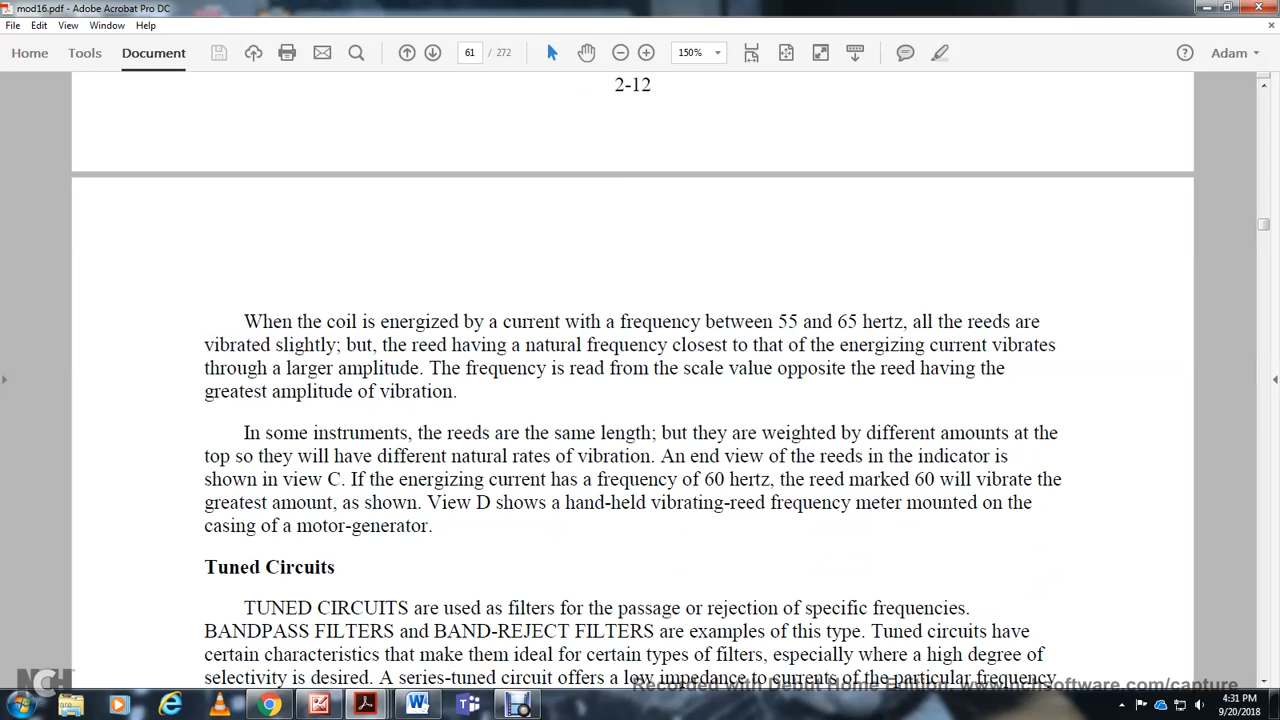 mod16.pdf - Adobe Acrobat Pro DC
File Edit View Window Help
Home Tools Document 61 / 272 150% Adam
2-12
When the coil is energized by a current with a frequency between 55 and 65 hertz, all the reeds are
vibrated slightly; but, the reed having a natural frequency closest to that of the energizing current vibrates
through a larger amplitude. The frequency is read from the scale value opposite the reed having the
greatest amplitude of vibration.
In some instruments, the reeds are the same length; but they are weighted by different amounts at the
top so they will have different natural rates of vibration. An end view of the reeds in the indicator is
shown in view C. If the energizing current has a frequency of 60 hertz, the reed marked 60 will vibrate the
greatest amount, as shown. View D shows a hand-held vibrating-reed frequency meter mounted on the
casing of a motor-generator.
Tuned Circuits
TUNED CIRCUITS are used as filters for the passage or rejection of specific frequencies.
BANDPASS FILTERS and BAND-REJECT FILTERS are examples of this type. Tuned circuits have
certain characteristics that make them ideal for certain types of filters, especially where a high degree of
selectivity is desired. A series-tuned circuit offers a low impedance to currents of the particular frequency
Recorded with Debut Home Edition. www.nchsoftware.com/capture
NCH
4:31 PM
9/20/2018